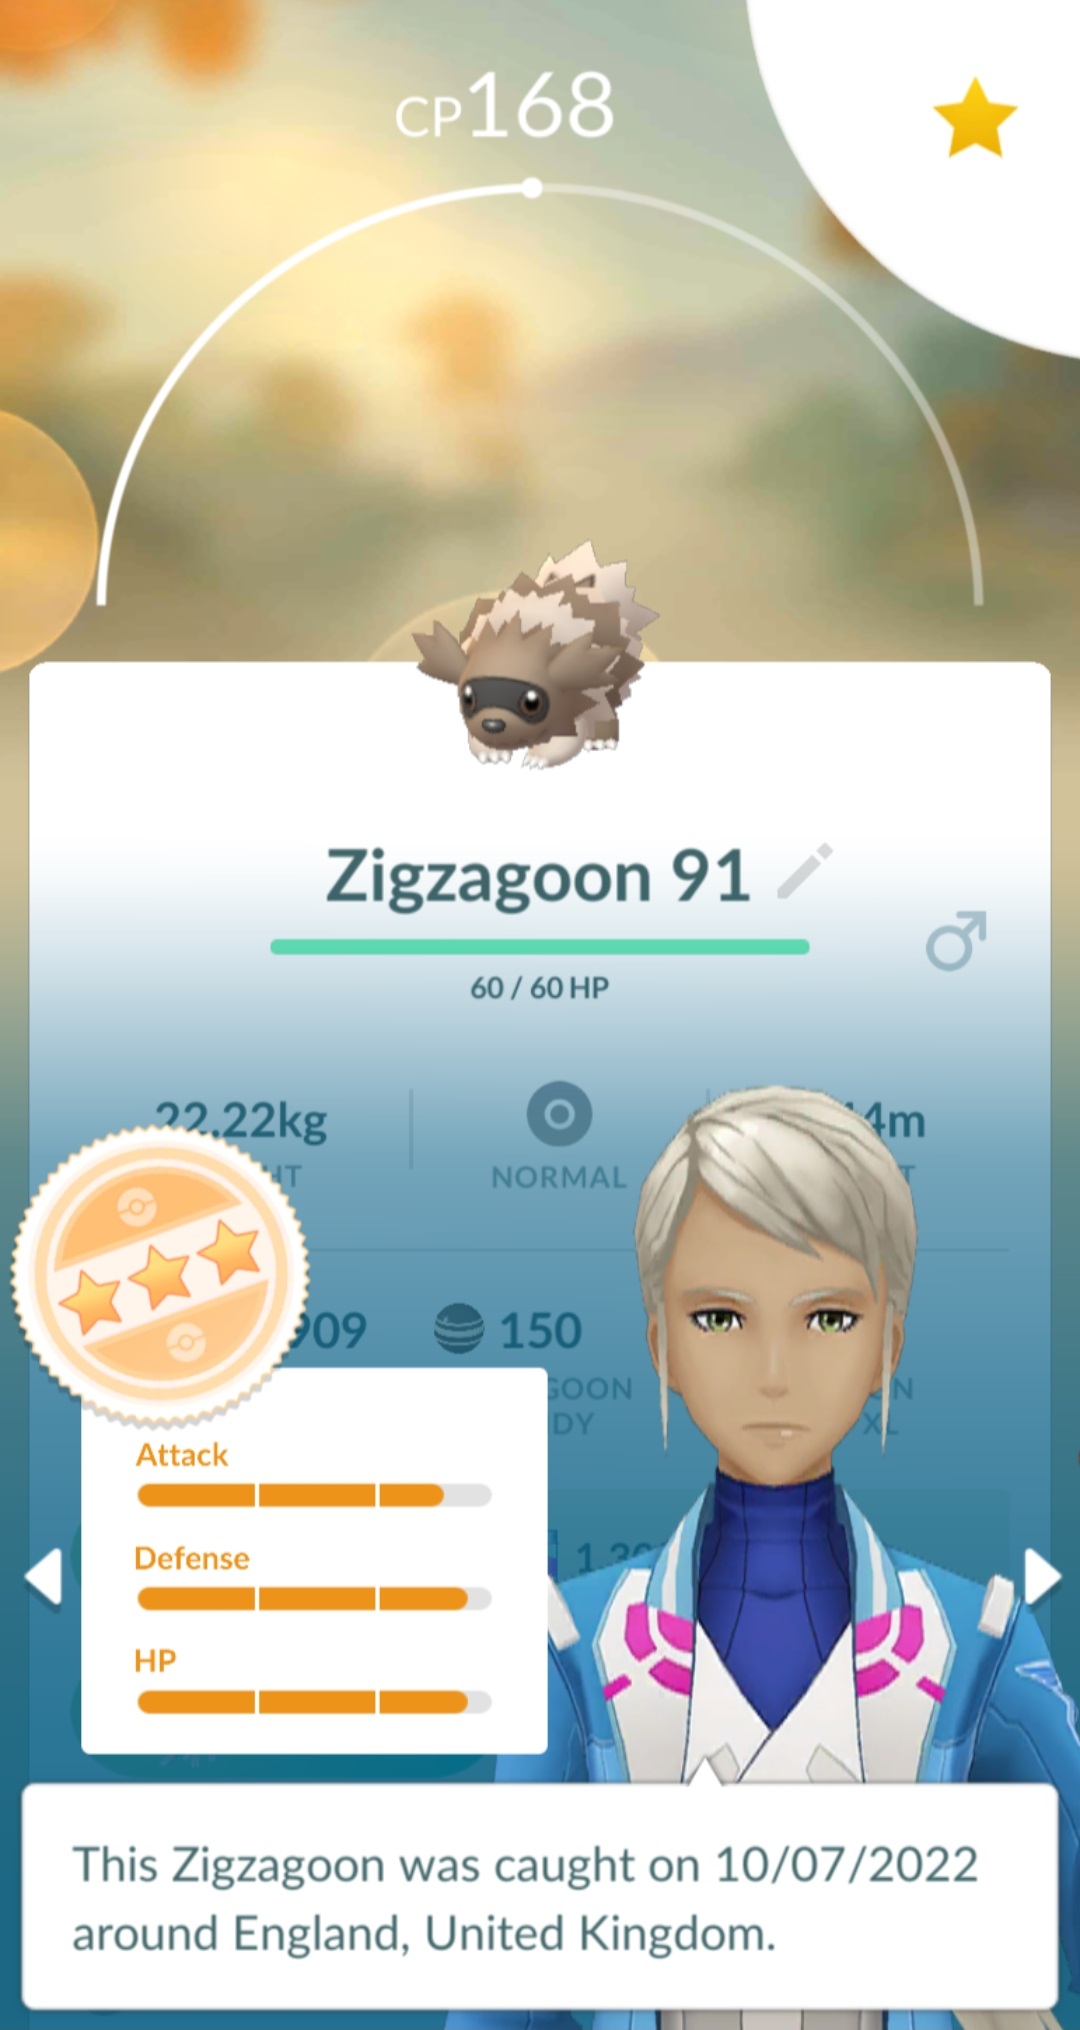 CP168
Zigzagoon 91
60 / 60 HP
22.22kg
NORMAL
150
Attack
Defense
HP
This Zigzagoon was caught on 10/07/2022
around England, United Kingdom.